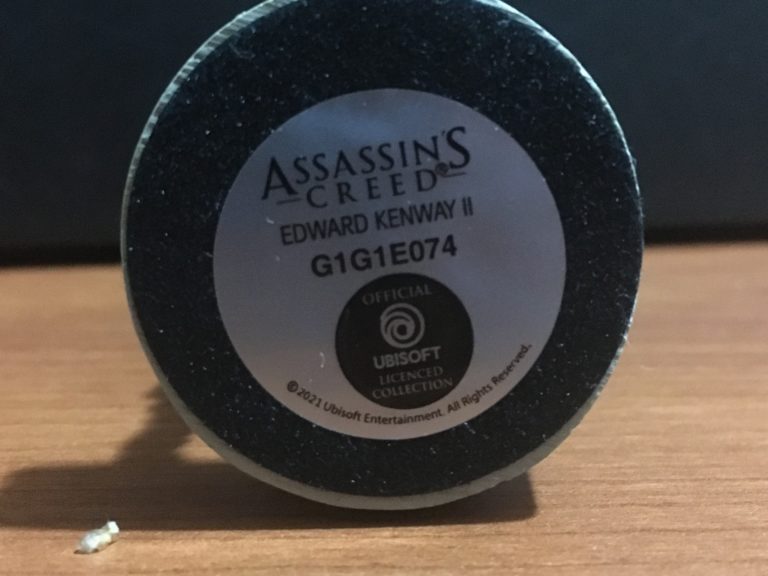 ASSASSIN'S
CREED®
EDWARD KENWAY II
G1G1E074
OFFICIAL
UBISOFT
LICENCED
COLLECTION
©2021 Ubisoft Entertainment. All Rights Reserved.